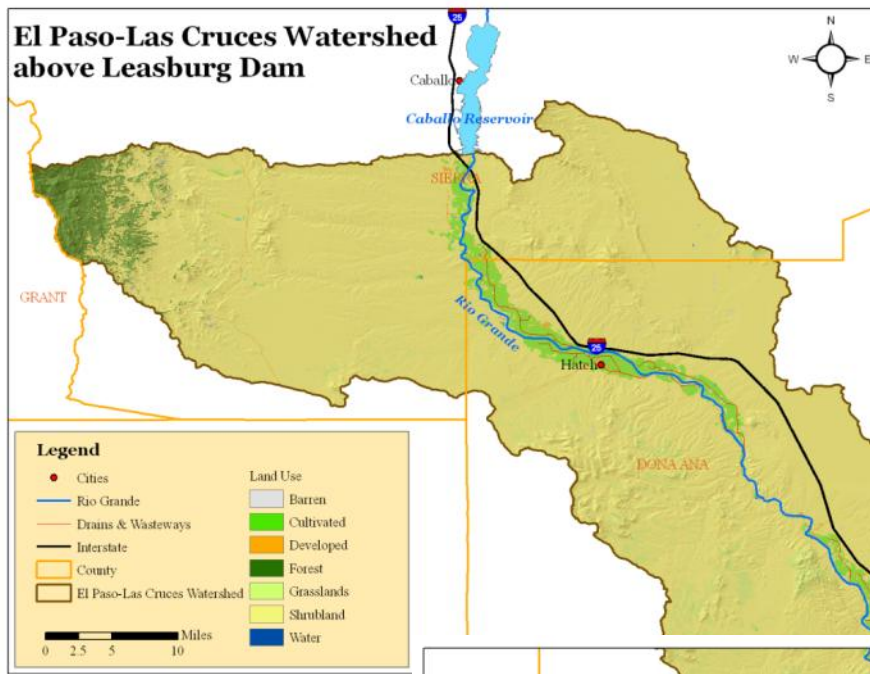 El Paso-Las Cruces Watershed
above Leasburg Dam
25
N
W
E
S
Caballo
Caballo Reservoir
SIERRA
GRANT
Rio Grande
25
Hatch
DONA ANA
Legend
Cities
Rio Grande
Drains & Wasteways
Interstate
County
El Paso-Las Cruces Watershed
Miles
0 2.5 5 10
Land Use
Barren
Cultivated
Developed
Forest
Grasslands
Shrubland
Water